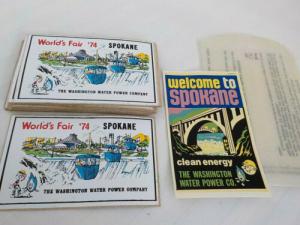 World's Fair '74 SPOKANE
THE WASHINGTON WATER POWER COMPANY
World's Fair '74 SPOKANE
THE WASHINGTON WATER POWER COMPANY
welcome to
spokane
clean energy
THE WASHINGTON
WATER POWER CO.